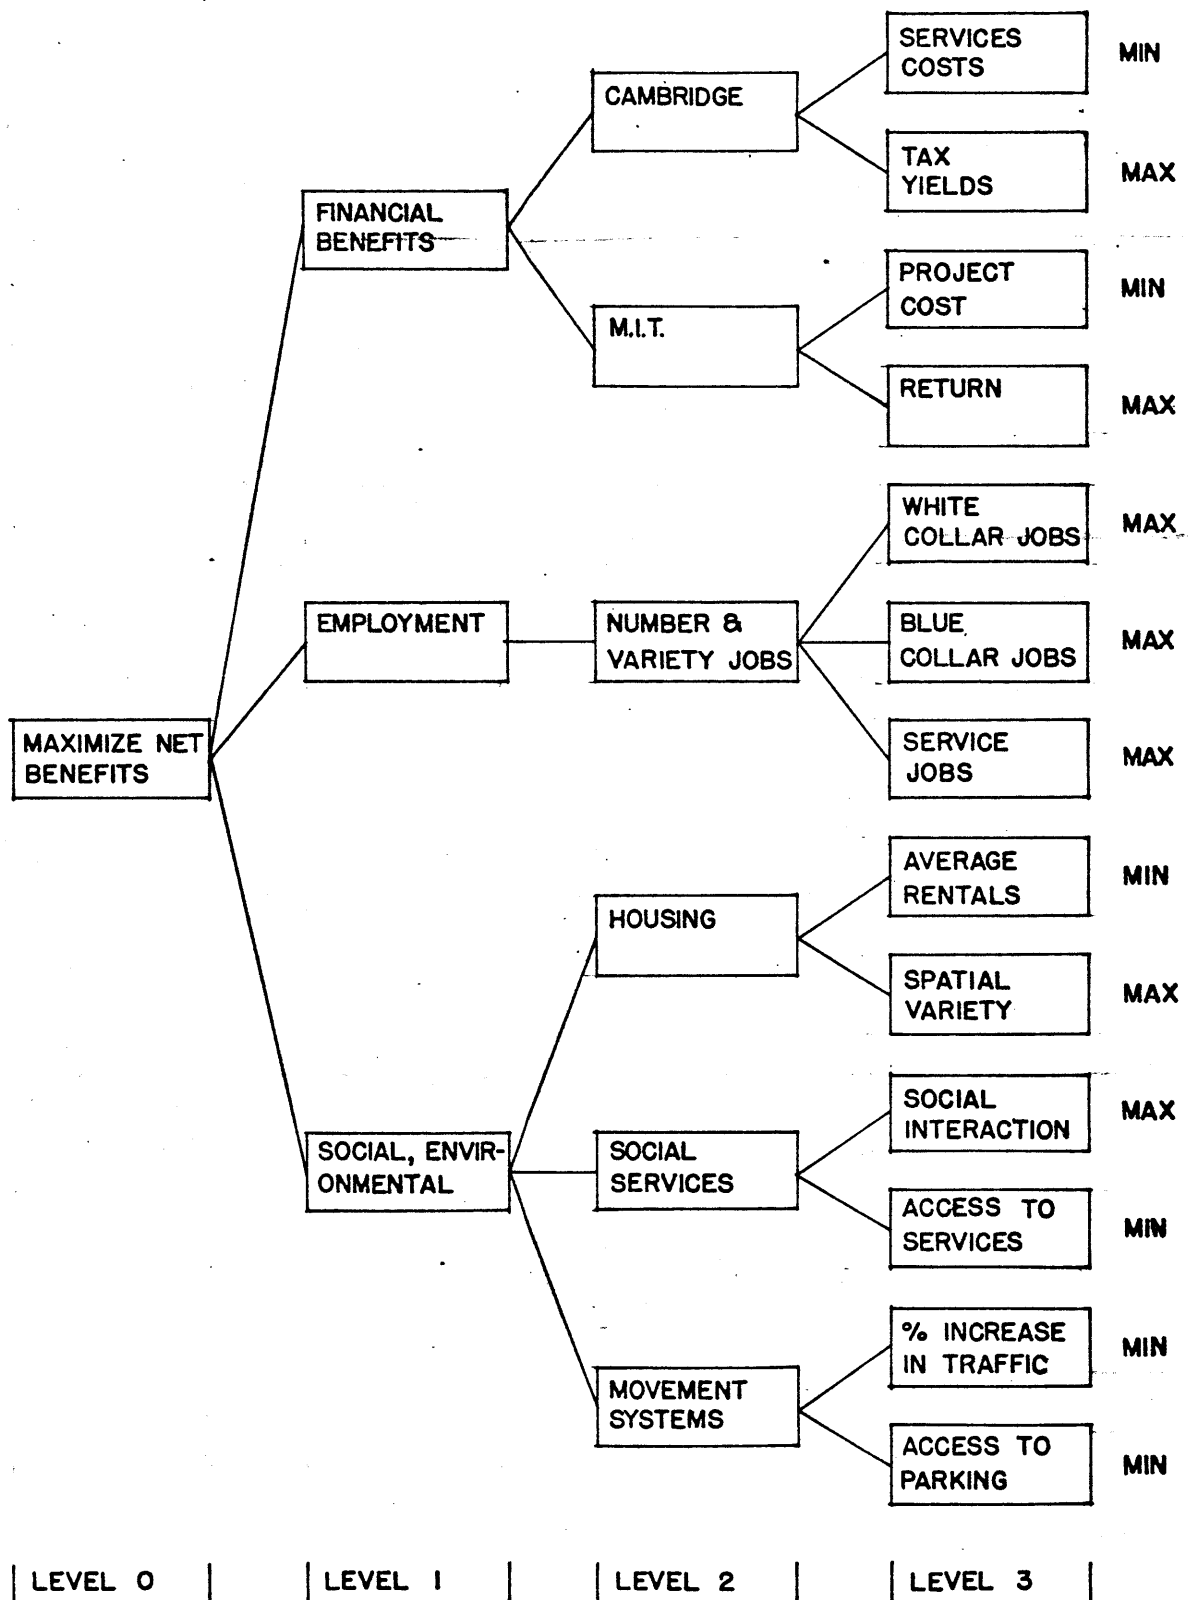 SERVICES
COSTS
MIN
CAMBRIDGE
TAX
YIELDS
MAX
FINANCIAL
BENEFITS
PROJECT
COST
MIN
M.I.T.
RETURN
MAX
WHITE
COLLAR JOBS
MAX
EMPLOYMENT
NUMBER &
VARIETY JOBS
BLUE
COLLAR JOBS
MAX
MAXIMIZE NET
BENEFITS
SERVICE
JOBS
MAX
AVERAGE
RENTALS
MIN
HOUSING
SPATIAL
VARIETY
MAX
SOCIAL
INTERACTION
MAX
SOCIAL, ENVIR-
ONMENTAL
SOCIAL
SERVICES
ACCESS TO
SERVICES
MIN
% INCREASE
IN TRAFFIC
MIN
MOVEMENT
SYSTEMS
ACCESS TO
PARKING
MIN
LEVEL 0
LEVEL 1
LEVEL 2
LEVEL 3